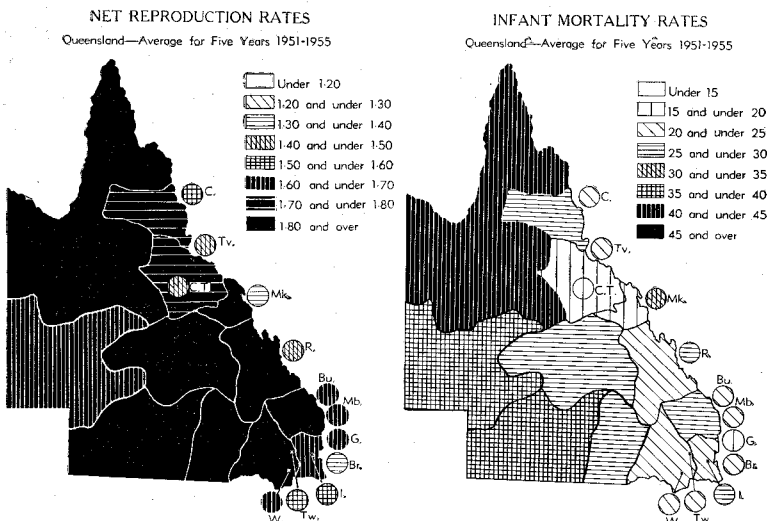 NET REPRODUCTION RATES
Queensland—Average for Five Years 1951-1955
Under 1·20
1·20 and under 1·30
1·30 and under 1·40
1·40 and under 1·50
1·50 and under 1·60
1·60 and under 1·70
1·70 and under 1·80
1·80 and over
C.
Tv.
C.T.
Mk.
R.
Bu.
Mb.
G.
Br.
I.
Tw.
W.
INFANT MORTALITY RATES
Queensland—Average for Five Years 1951-1955
Under 15
15 and under 20
20 and under 25
25 and under 30
30 and under 35
35 and under 40
40 and under 45
45 and over
C.
Tv.
C.T.
Mk.
R.
Bu.
Mb.
G.
Br.
I.
Tw.
W.